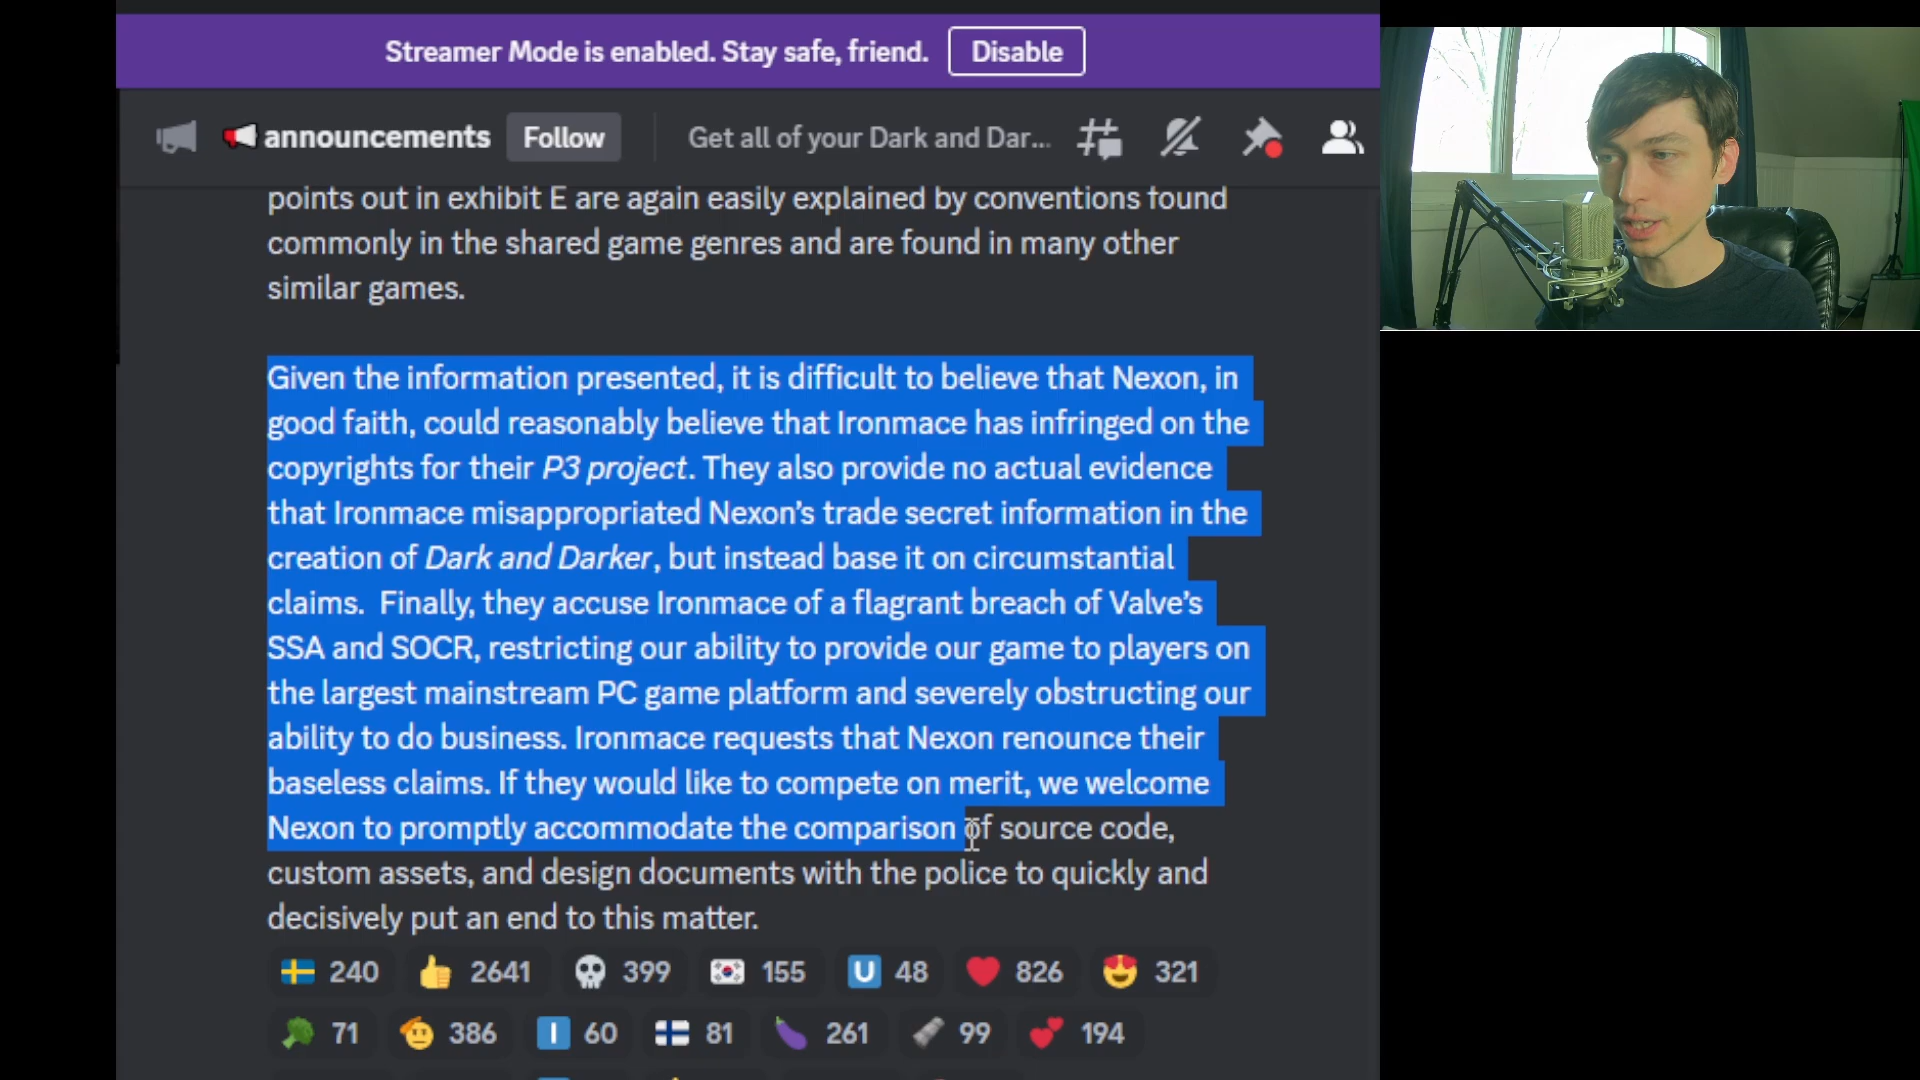 Streamer Mode is enabled. Stay safe, friend.
Disable
announcements
Follow
Get all of your Dark and Dar...
points out in exhibit E are again easily explained by conventions found
commonly in the shared game genres and are found in many other
similar games.
Given the information presented, it is difficult to believe that Nexon, in
good faith, could reasonably believe that Ironmace has infringed on the
copyrights for their P3 project. They also provide no actual evidence
that Ironmace misappropriated Nexon’s trade secret information in the
creation of Dark and Darker, but instead base it on circumstantial
claims.  Finally, they accuse Ironmace of a flagrant breach of Valve’s
SSA and SOCR, restricting our ability to provide our game to players on
the largest mainstream PC game platform and severely obstructing our
ability to do business. Ironmace requests that Nexon renounce their
baseless claims. If they would like to compete on merit, we welcome
Nexon to promptly accommodate the comparison of source code,
custom assets, and design documents with the police to quickly and
decisively put an end to this matter.
240 2641 399 155 U 48 826 321
71 386 I 60 81 261 99 194